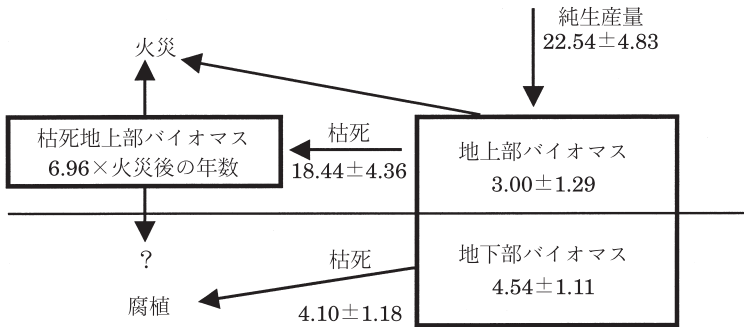 純生産量
22.54±4.83
火災
枯死地上部バイオマス
6.96×火災後の年数
枯死
18.44±4.36
地上部バイオマス
3.00±1.29
?
枯死
4.10±1.18
腐植
地下部バイオマス
4.54±1.11